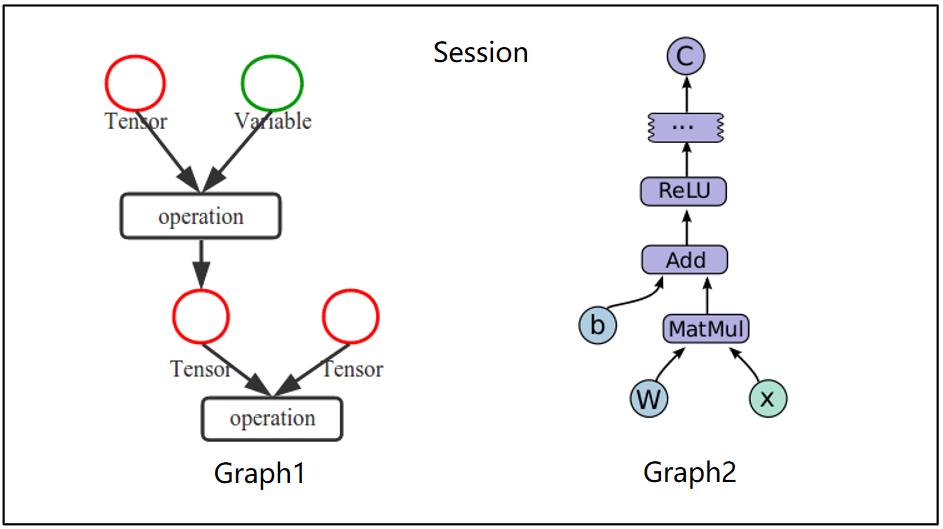 Session
Tensor
Variable
operation
Tensor
Tensor
operation
Graph1
C
...
ReLU
Add
b
MatMul
W
x
Graph2